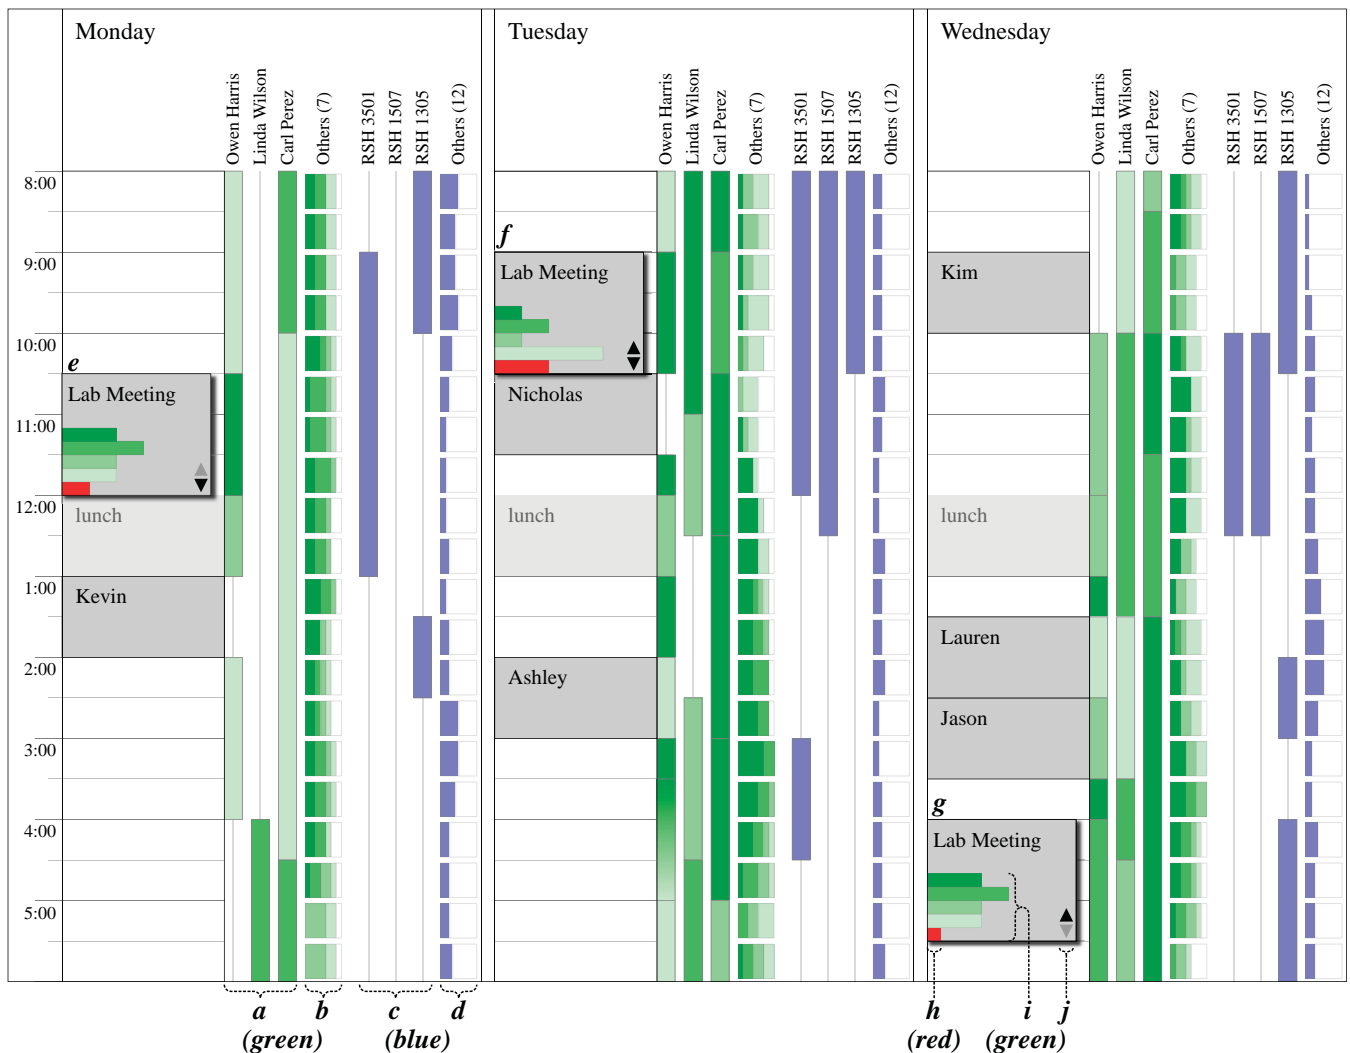 Monday
Tuesday
Wednesday
Owen Harris
Linda Wilson
Carl Perez
Others (7)
RSH 3501
RSH 1507
RSH 1305
Others (12)
Owen Harris
Linda Wilson
Carl Perez
Others (7)
RSH 3501
RSH 1507
RSH 1305
Others (12)
Owen Harris
Linda Wilson
Carl Perez
Others (7)
RSH 3501
RSH 1507
RSH 1305
Others (12)
8:00
9:00
10:00
11:00
12:00
1:00
2:00
3:00
4:00
5:00
e
Lab Meeting
lunch
Kevin
f
Lab Meeting
Nicholas
lunch
Ashley
Kim
lunch
Lauren
Jason
g
Lab Meeting
a
b
c
d
(green)
(blue)
h
i
j
(red)
(green)